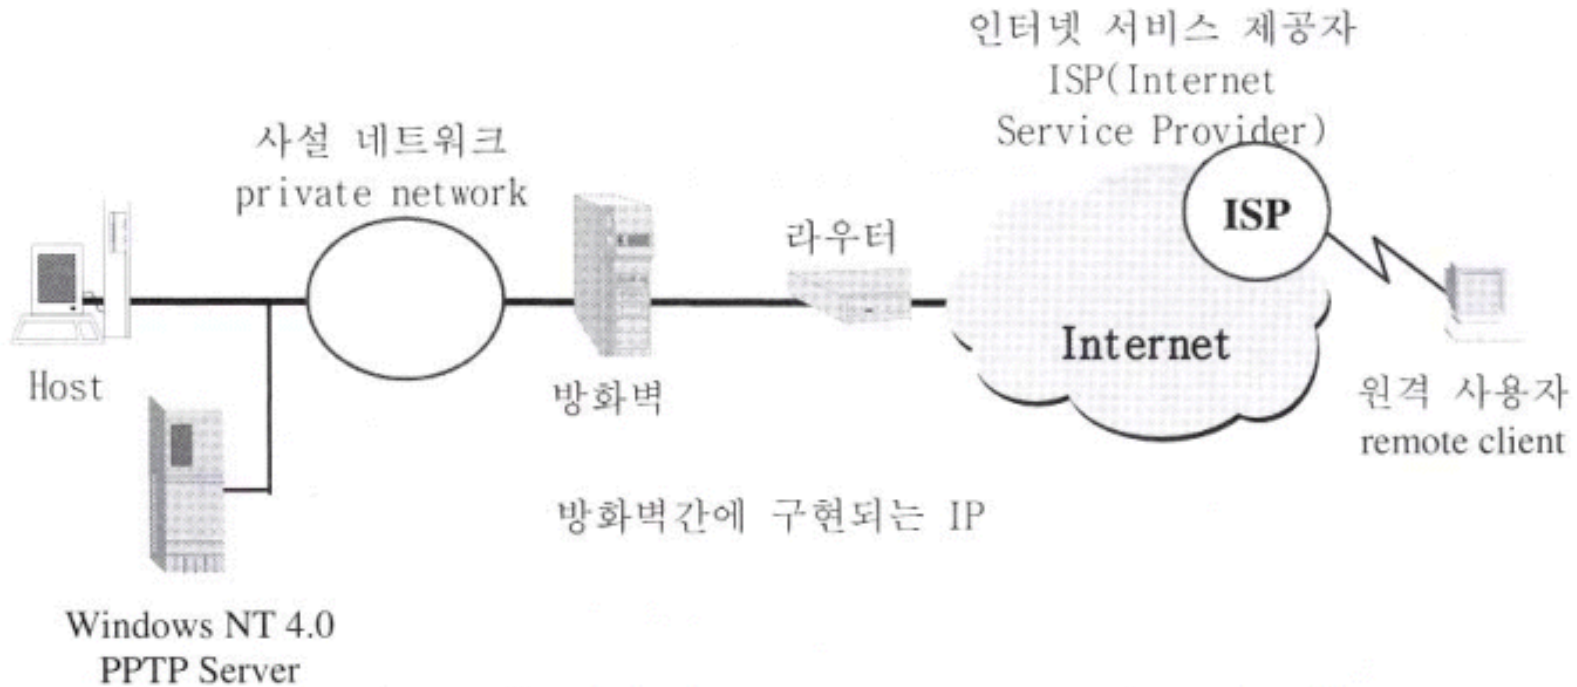 인터넷 서비스 제공자
ISP(Internet
Service Provider)
사설 네트워크
private network
ISP
라우터
Internet
Host
방화벽
원격 사용자
remote client
방화벽간에 구현되는 IP
Windows NT 4.0
PPTP Server